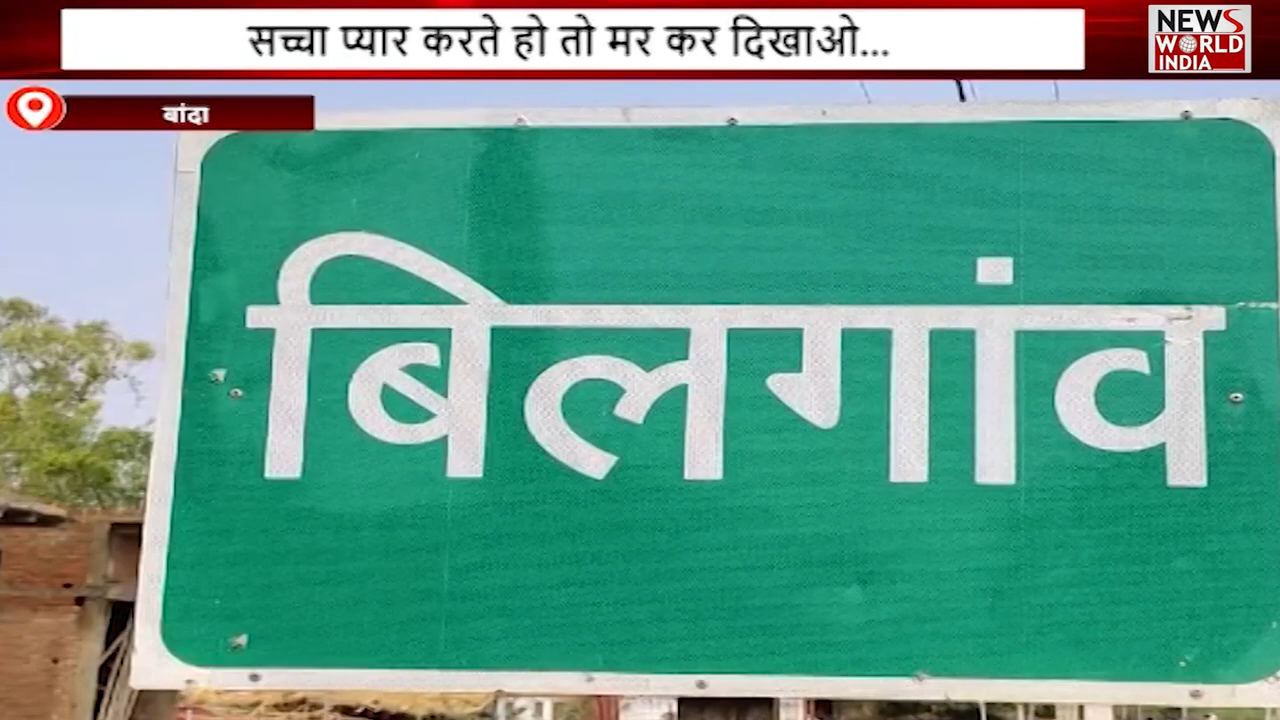 सच्चा प्यार करते हो तो मर कर दिखाओ...
NEWS
WORLD
INDIA
बांदा
बिलगांव